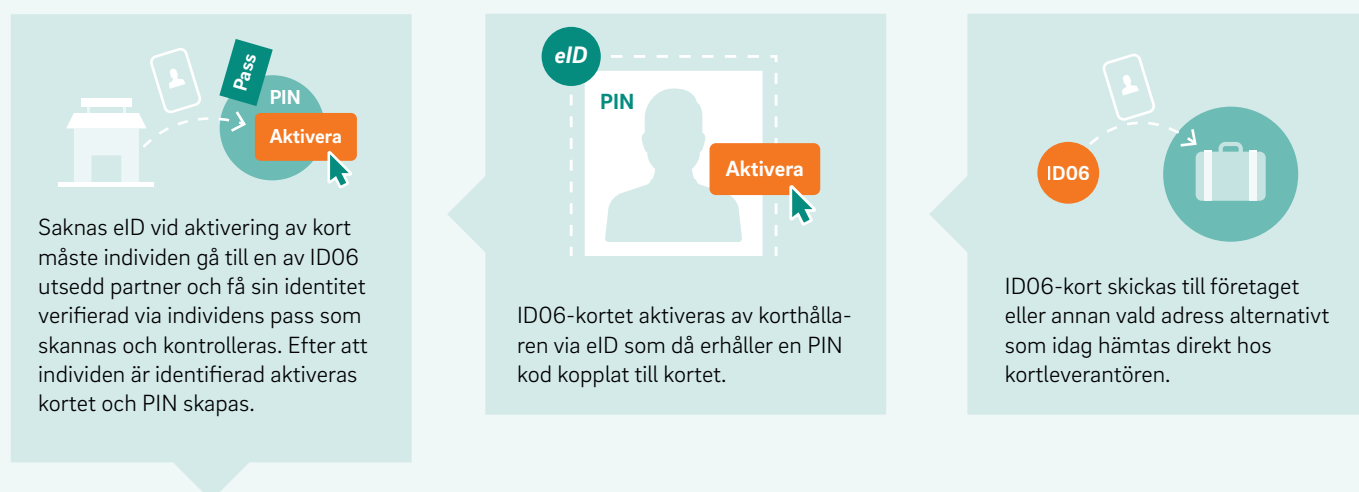 Pass
PIN
Aktivera
Saknas eID vid aktivering av kort
måste individen gå till en av ID06
utsedd partner och få sin identitet
verifierad via individens pass som
skannas och kontrolleras. Efter att
individen är identifierad aktiveras
kortet och PIN skapas.
eID
PIN
Aktivera
ID06-kortet aktiveras av korthålla-
ren via eID som då erhåller en PIN
kod kopplat till kortet.
ID06
ID06-kort skickas till företaget
eller annan vald adress alternativt
som idag hämtas direkt hos
kortleverantören.